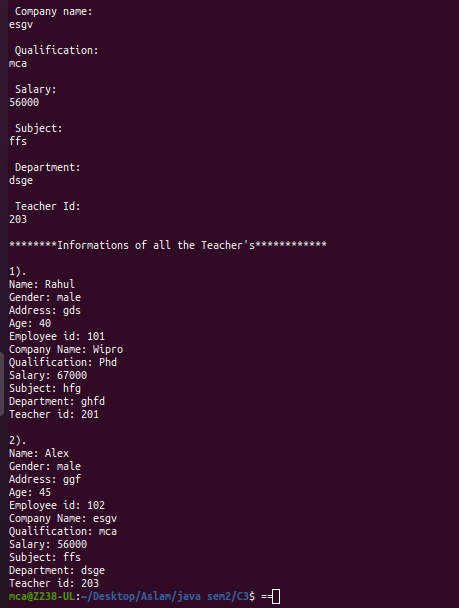 Company name:
esgv
Qualification:
mca
Salary:
56000
Subject:
ffs
Department:
dsge
Teacher Id:
203
********Informations of all the Teacher's************
1).
Name: Rahul
Gender: male
Address: gds
Age: 40
Employee id: 101
Company Name: Wipro
Qualification: Phd
Salary: 67000
Subject: hfg
Department: ghfd
Teacher id: 201
2).
Name: Alex
Gender: male
Address: ggf
Age: 45
Employee id: 102
Company Name: esgv
Qualification: mca
Salary: 56000
Subject: ffs
Department: dsge
Teacher id: 203
mca@Z238-UL:~/Desktop/Aslam/java sem2/C3$ ==